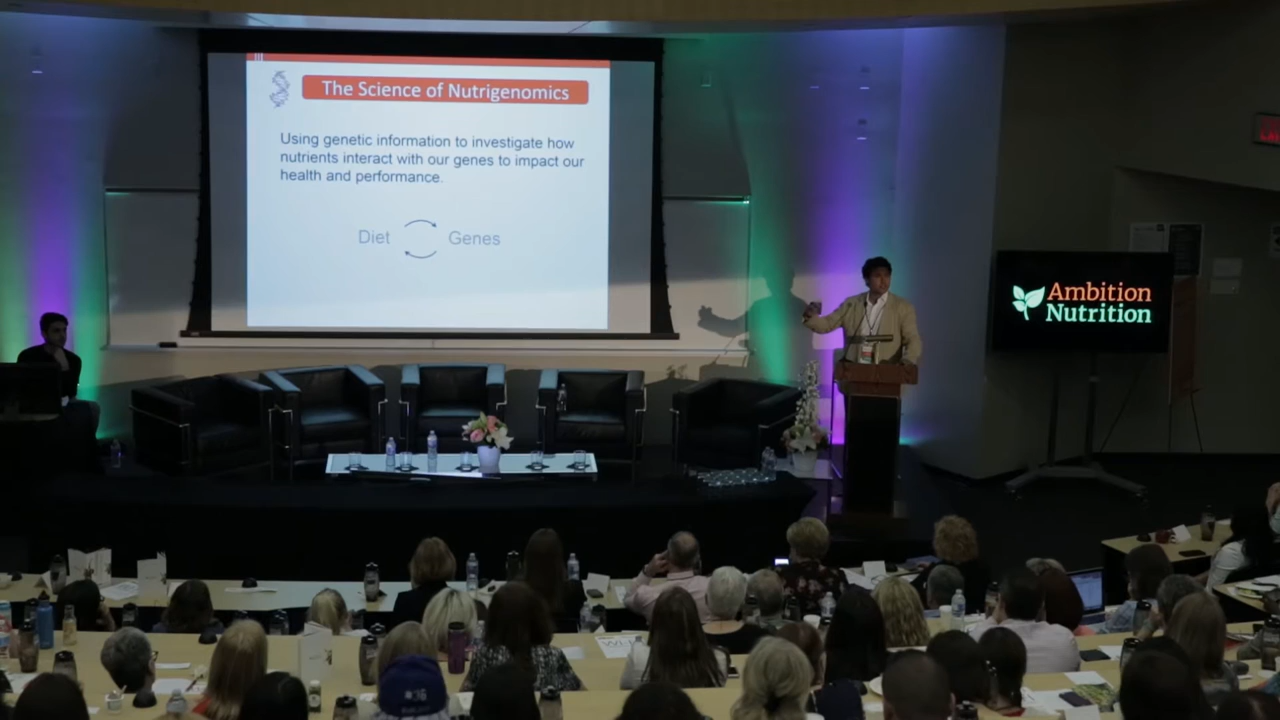 The Science of Nutrigenomics
Using genetic information to investigate how
nutrients interact with our genes to impact our
health and performance.
Diet Genes
Ambition
Nutrition